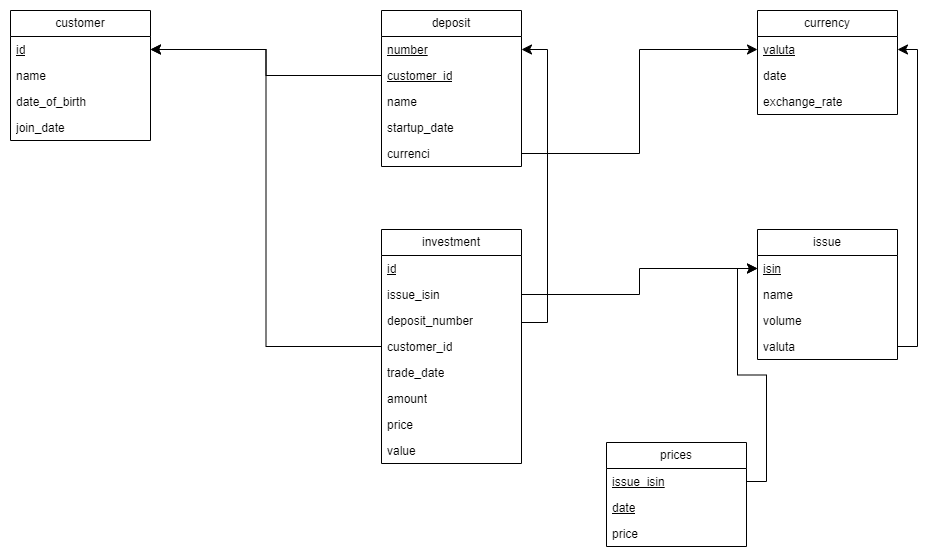 customer
id
name
date_of_birth
join_date
deposit
number
customer_id
name
startup_date
currenci
currency
valuta
date
exchange_rate
investment
id
issue_isin
deposit_number
customer_id
trade_date
amount
price
value
issue
isin
name
volume
valuta
prices
issue_isin
date
price